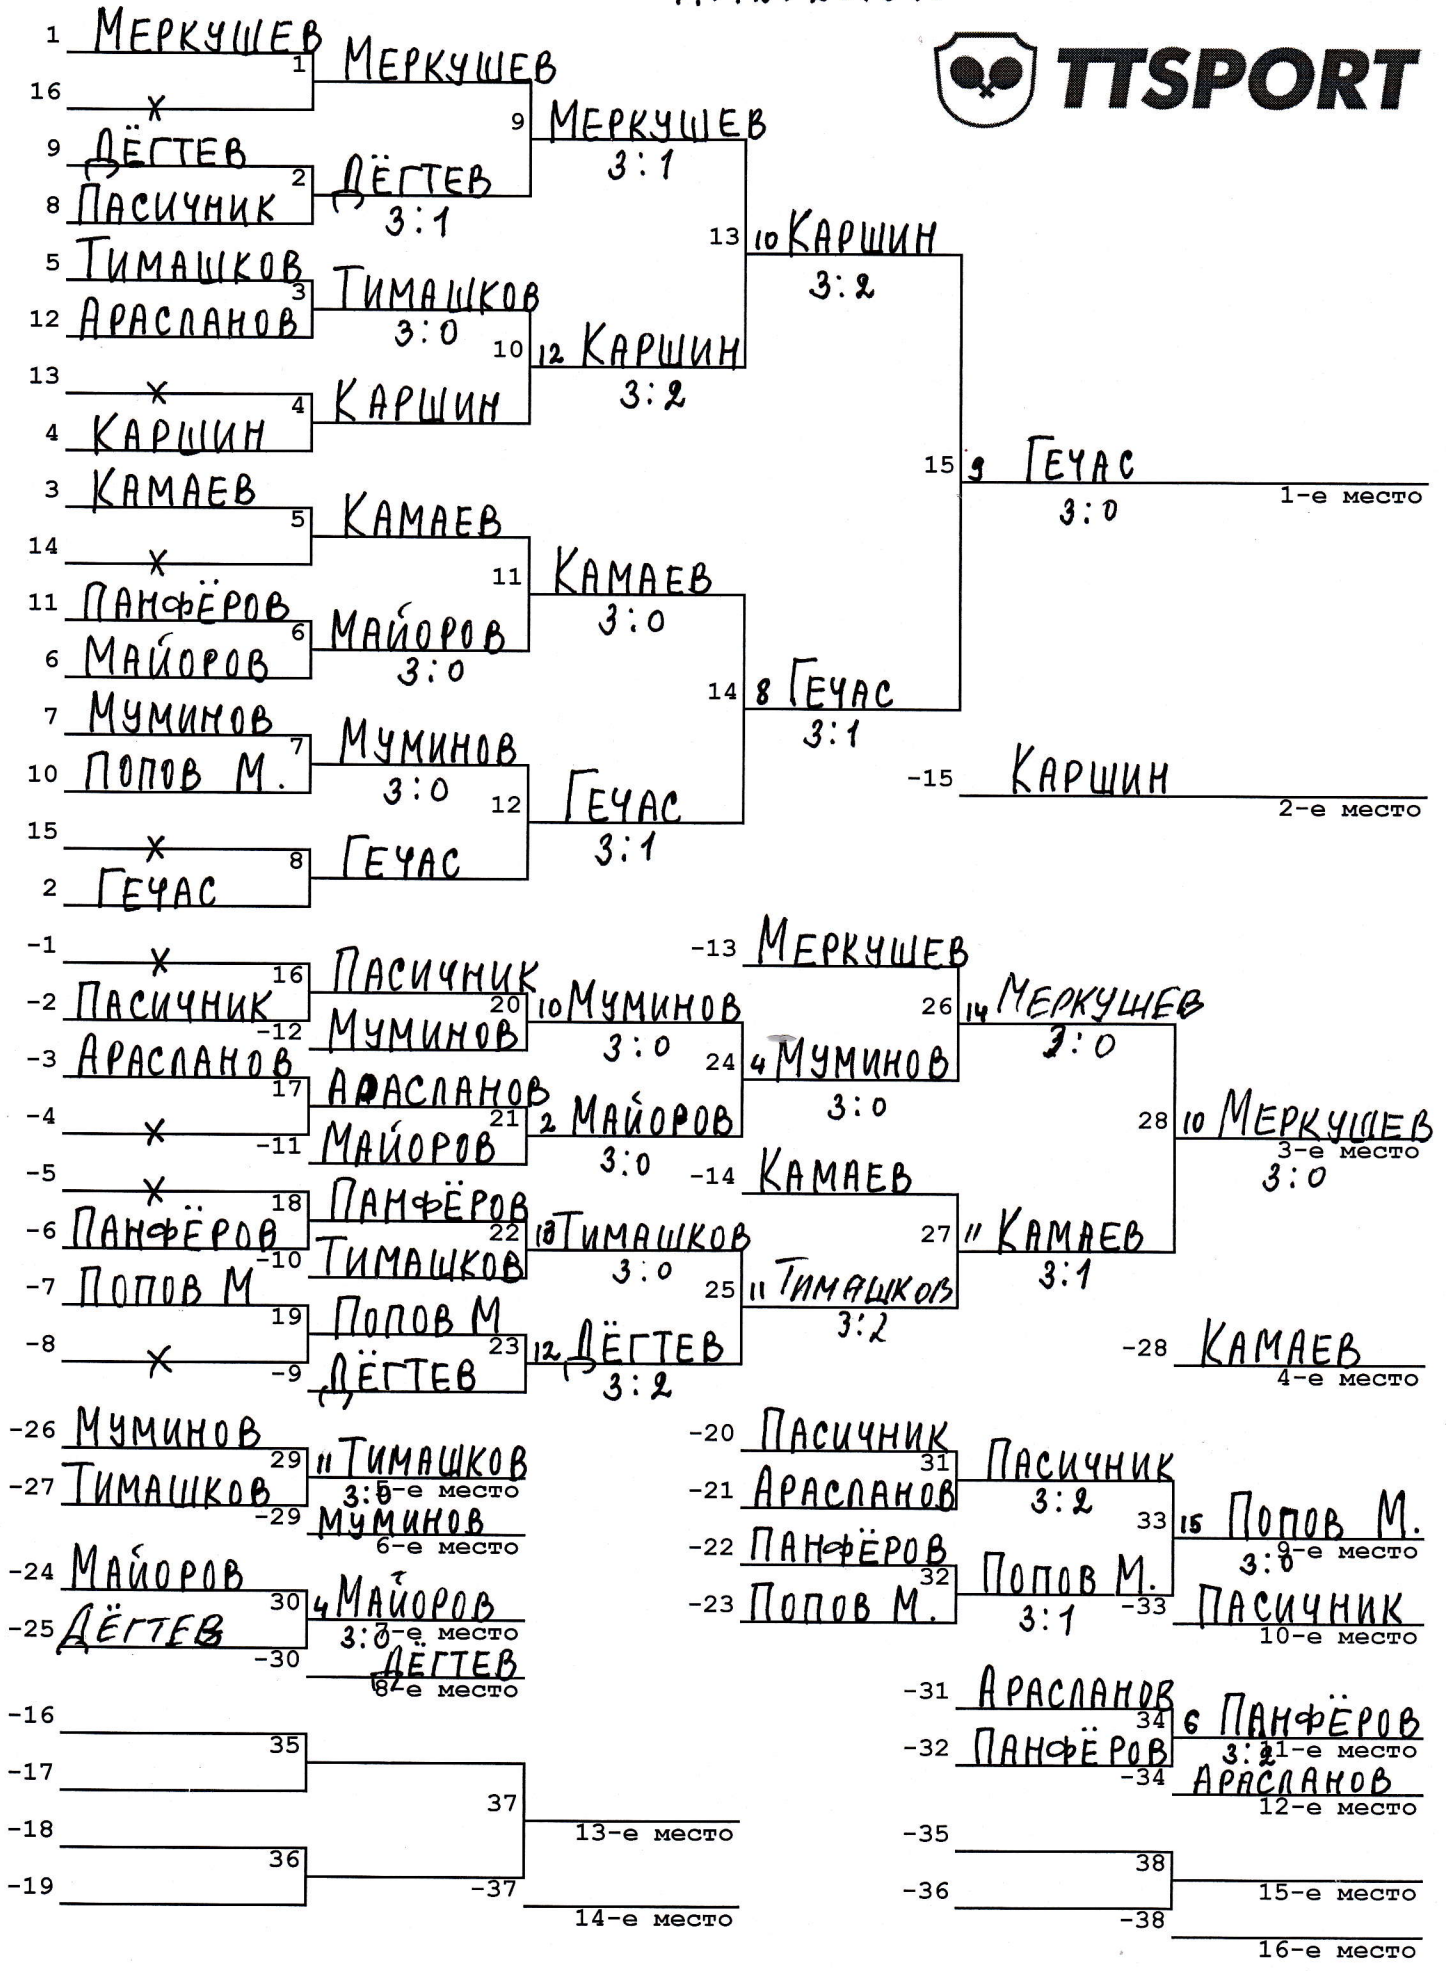 TTSPORT
1 МЕРКУШЕВ
1 МЕРКУШЕВ
16 X
9 МЕРКУШЕВ
3:1
9 ДЁГТЕВ
2 ДЁГТЕВ
3:1
8 ПАСИЧНИК
13 10 КАРШИН
3:2
5 ТИМАШКОВ
3 ТИМАШКОВ
3:0
12 АРАСЛАНОВ
10 12 КАРШИН
3:2
13 X
4 КАРШИН
4 КАРШИН
15 9 ГЕЧАС
3:0
1-е место
3 КАМАЕВ
5 КАМАЕВ
14 X
11 КАМАЕВ
3:0
11 ПАНФЁРОВ
6 МАЙОРОВ
3:0
6 МАЙОРОВ
14 8 ГЕЧАС
3:1
7 МУМИНОВ
7 МУМИНОВ
3:0
10 ПОПОВ М.
12 ГЕЧАС
3:1
-15 КАРШИН
2-е место
15 X
8 ГЕЧАС
2 ГЕЧАС
-1 X
16 ПАСИЧНИК
-2 ПАСИЧНИК
-12 МУМИНОВ
20 10 МУМИНОВ
3:0
-13 МЕРКУШЕВ
26 14 МЕРКУШЕВ
3:0
-3 АРАСЛАНОВ
17 АРАСЛАНОВ
-4 X
-11 МАЙОРОВ
21 2 МАЙОРОВ
3:0
24 4 МУМИНОВ
3:0
28 10 МЕРКУШЕВ
3-е место
3:0
-5 X
18 ПАНФЁРОВ
-6 ПАНФЁРОВ
-10 ТИМАШКОВ
22 ТИМАШКОВ
3:0
-14 КАМАЕВ
27 11 КАМАЕВ
3:1
-7 ПОПОВ М
19 ПОПОВ М
-8 X
-9 ДЁГТЕВ
23 12 ДЁГТЕВ
3:2
25 11 ТИМАШКОВ
3:2
-28 КАМАЕВ
4-е место
-26 МУМИНОВ
29 11 ТИМАШКОВ
3:0 5-е место
-27 ТИМАШКОВ
-29 МУМИНОВ
6-е место
-24 МАЙОРОВ
30 4 МАЙОРОВ
3:0 7-е место
-25 ДЁГТЕВ
-30 ДЁГТЕВ
8-е место
-20 ПАСИЧНИК
31 ПАСИЧНИК
3:2
-21 АРАСЛАНОВ
33 15 ПОПОВ М.
3:0 9-е место
-22 ПАНФЁРОВ
32 ПОПОВ М.
3:1
-23 ПОПОВ М.
-33 ПАСИЧНИК
10-е место
-31 АРАСЛАНОВ
34 6 ПАНФЁРОВ
3:2 11-е место
-32 ПАНФЁРОВ
-34 АРАСЛАНОВ
12-е место
-16
35
-17
37
13-е место
-18
36
-19
-37
14-е место
-35
38
15-е место
-36
-38
16-е место